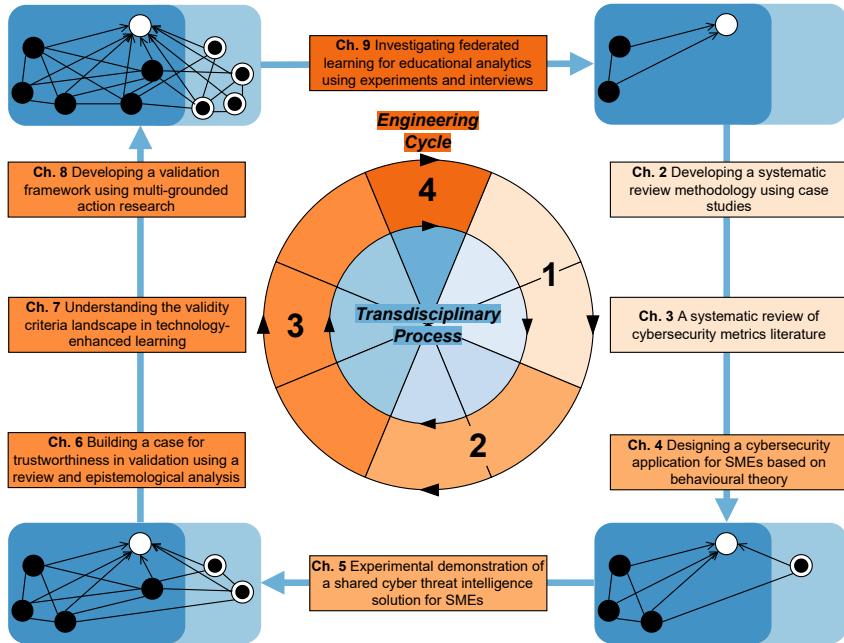 Ch. 9 Investigating federated
learning for educational analytics
using experiments and interviews
Engineering
Cycle
Ch. 8 Developing a validation
framework using multi-grounded
action research
4
Ch. 2 Developing a systematic
review methodology using case
studies
1
Ch. 7 Understanding the validity
criteria landscape in technology-
enhanced learning
3
Transdisciplinary
Process
Ch. 3 A systematic review of
cybersecurity metrics literature
Ch. 6 Building a case for
trustworthiness in validation using a
review and epistemological analysis
2
Ch. 4 Designing a cybersecurity
application for SMEs based on
behavioural theory
Ch. 5 Experimental demonstration of
a shared cyber threat intelligence
solution for SMEs